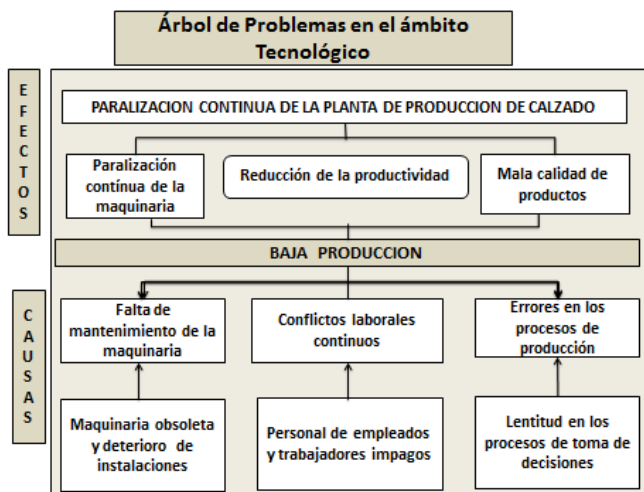 Árbol de Problemas en el ámbito
Tecnológico
EFECTOS
PARALIZACION CONTINUA DE LA PLANTA DE PRODUCCION DE CALZADO
Paralización
contínua de la
maquinaria
Reducción de la productividad
Mala calidad de
productos
BAJA PRODUCCION
CAUSAS
Falta de
mantenimiento de la
maquinaria
Conflictos laborales
continuos
Errores en los
procesos de
producción
Maquinaria obsoleta
y deterioro de
instalaciones
Personal de empleados
y trabajadores impagos
Lentitud en los
procesos de toma de
decisiones